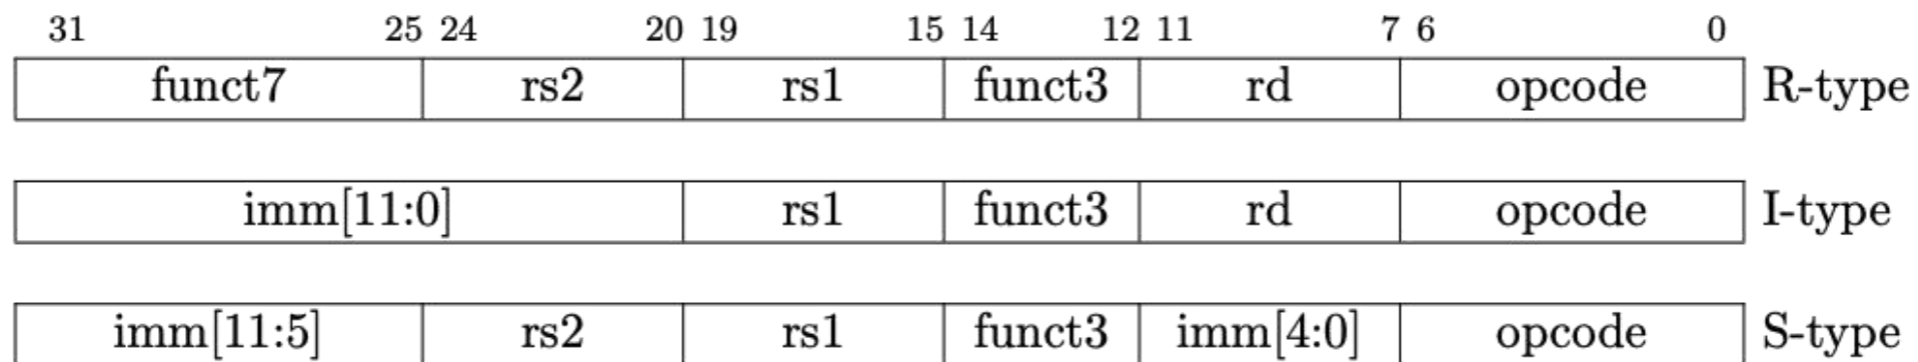 31 25 24 20 19 15 14 12 11 7 6 0
funct7 rs2 rs1 funct3 rd opcode R-type
imm[11:0] rs1 funct3 rd opcode I-type
imm[11:5] rs2 rs1 funct3 imm[4:0] opcode S-type